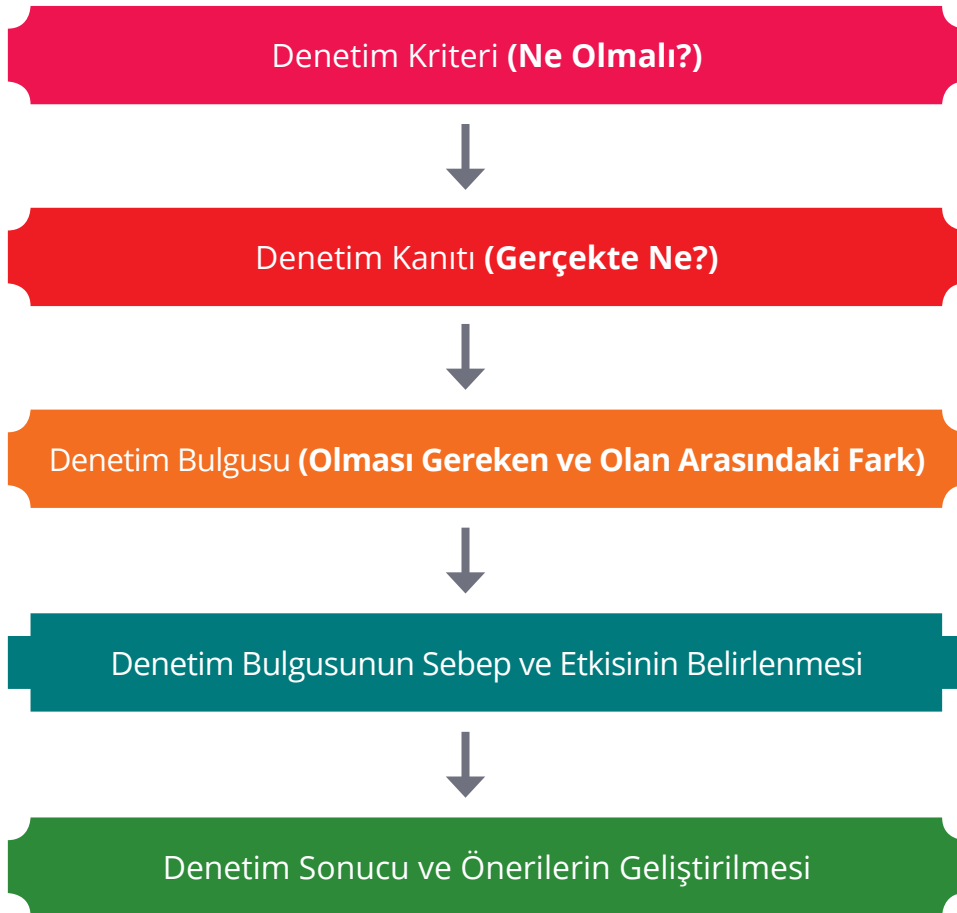 Denetim Kriteri (Ne Olmalı?)
Denetim Kanıtı (Gerçekte Ne?)
Denetim Bulgusu (Olması Gereken ve Olan Arasındaki Fark)
Denetim Bulgusunun Sebep ve Etkisinin Belirlenmesi
Denetim Sonucu ve Önerilerin Geliştirilmesi